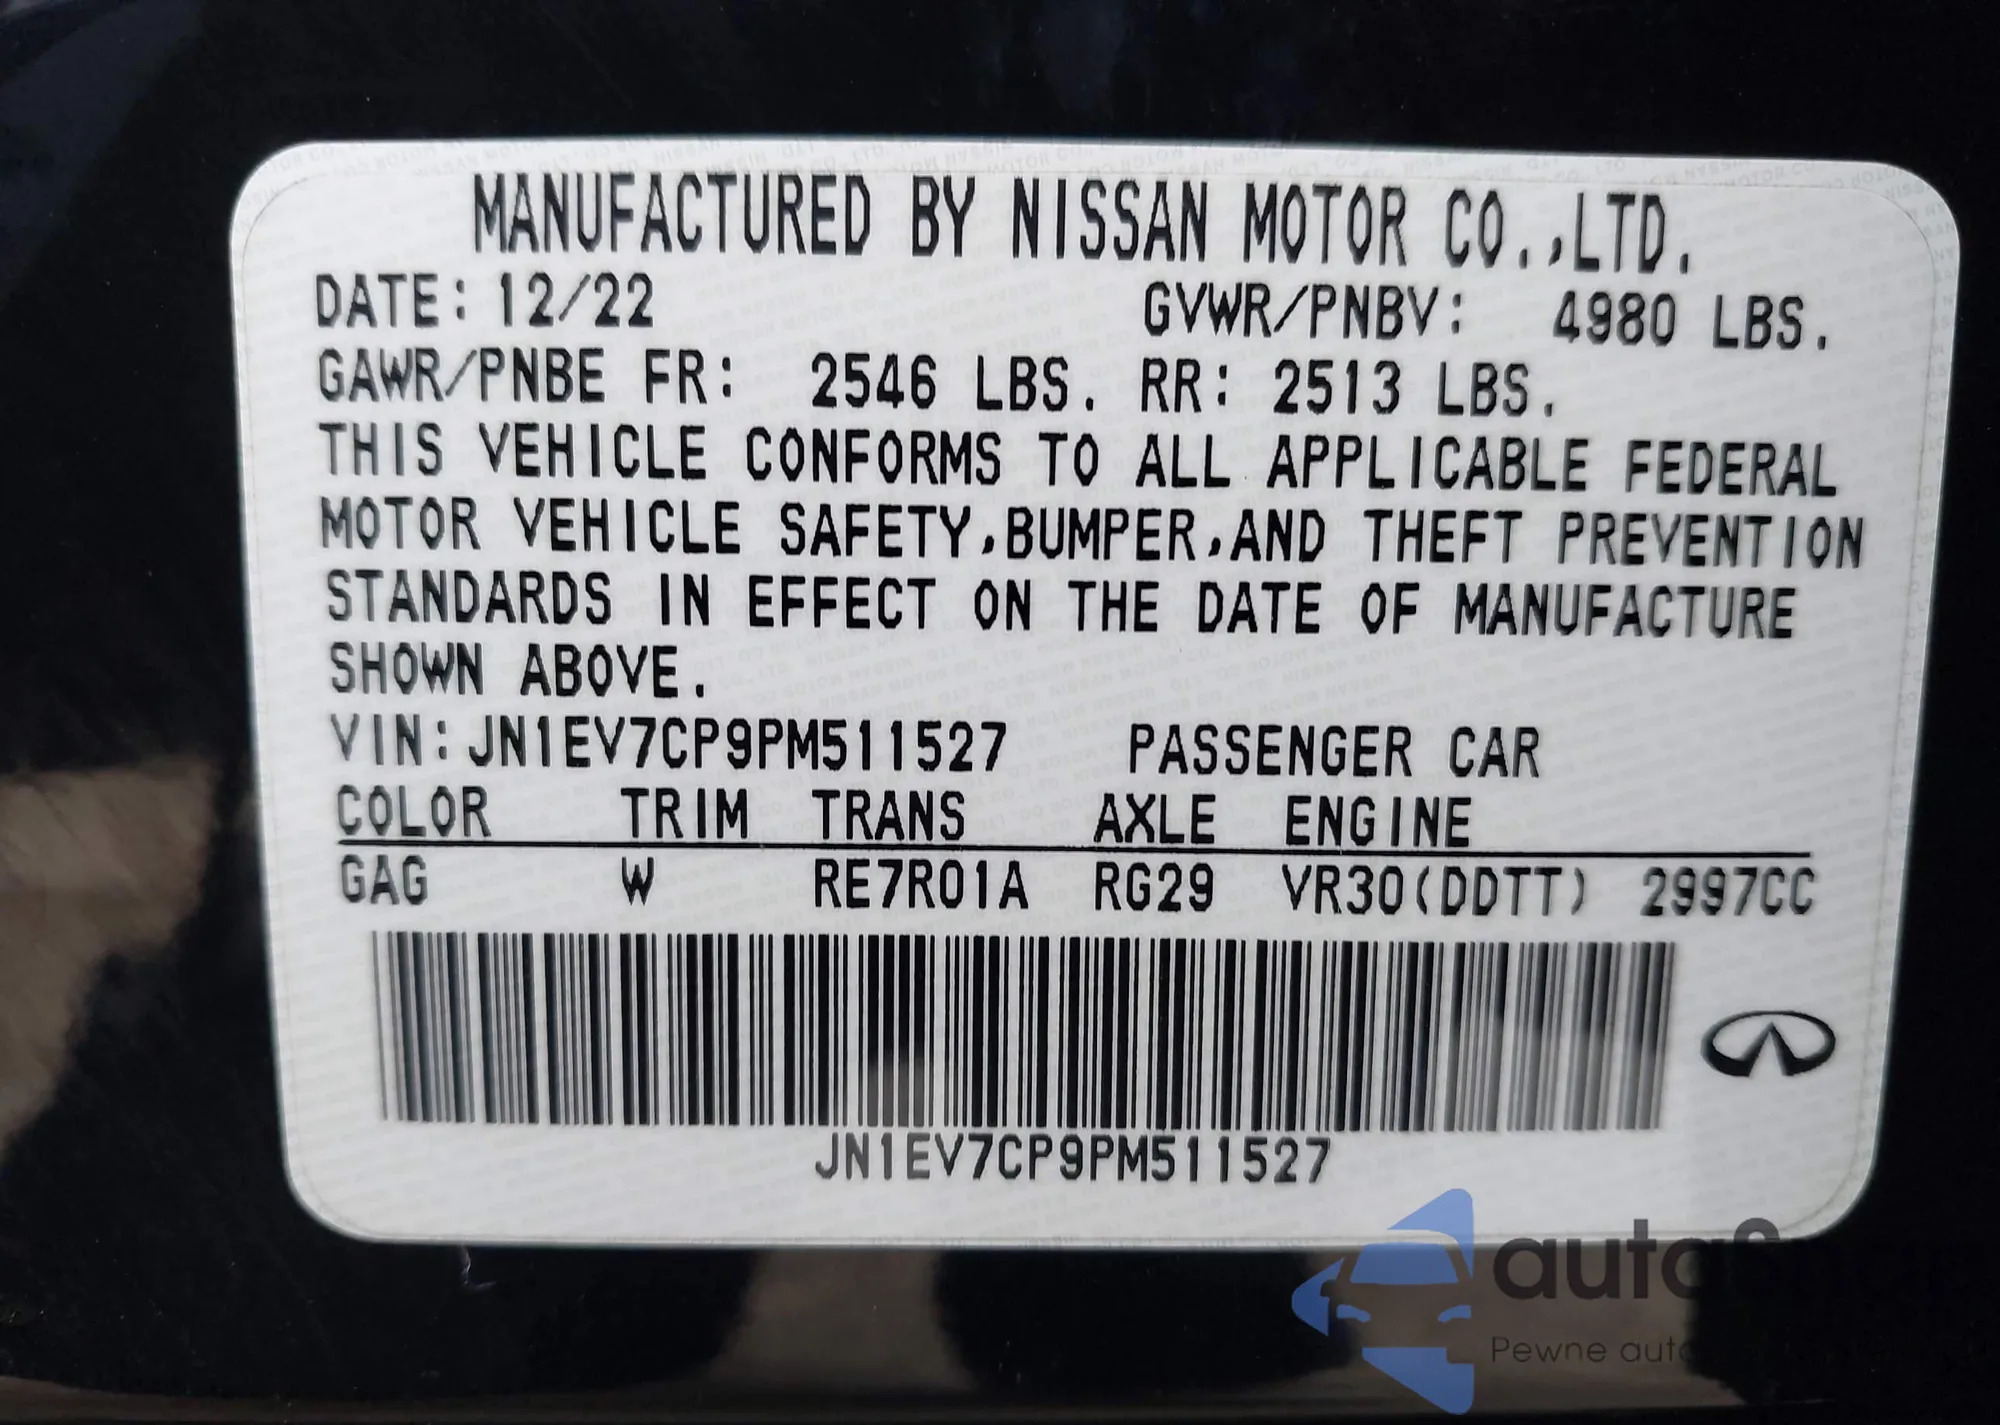 MANUFACTURED BY NISSAN MOTOR CO.,LTD.
DATE: 12/22 GVWR/PNBV: 4980 LBS.
GAWR/PNBE FR: 2546 LBS. RR: 2513 LBS.
THIS VEHICLE CONFORMS TO ALL APPLICABLE FEDERAL
MOTOR VEHICLE SAFETY,BUMPER,AND THEFT PREVENTION
STANDARDS IN EFFECT ON THE DATE OF MANUFACTURE
SHOWN ABOVE.
VIN:JN1EV7CP9PM511527 PASSENGER CAR
COLOR TRIM TRANS AXLE ENGINE
GAG W RE7R01A RG29 VR30(DDTT) 2997CC
JN1EV7CP9PM511527
Pewne